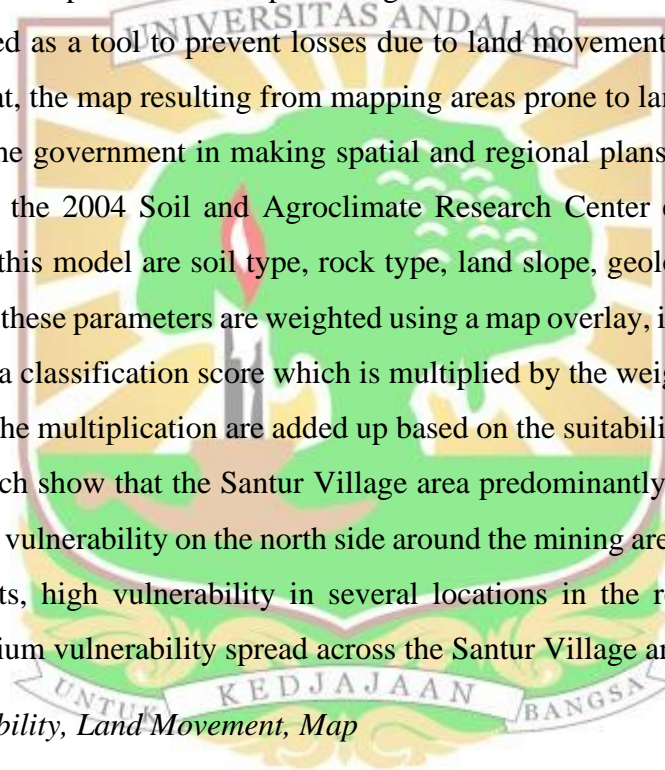 UNIVERSITAS ANDALAS
ed as a tool to prevent losses due to land movement
at, the map resulting from mapping areas prone to lan
he government in making spatial and regional plans
the 2004 Soil and Agroclimate Research Center
this model are soil type, rock type, land slope, geolo
these parameters are weighted using a map overlay, i
a classification score which is multiplied by the weig
he multiplication are added up based on the suitabili
ch show that the Santur Village area predominantly
vulnerability on the north side around the mining are
ts, high vulnerability in several locations in the r
ium vulnerability spread across the Santur Village a
UNTUK KEDJAJAAN BANGSA
bility, Land Movement, Map